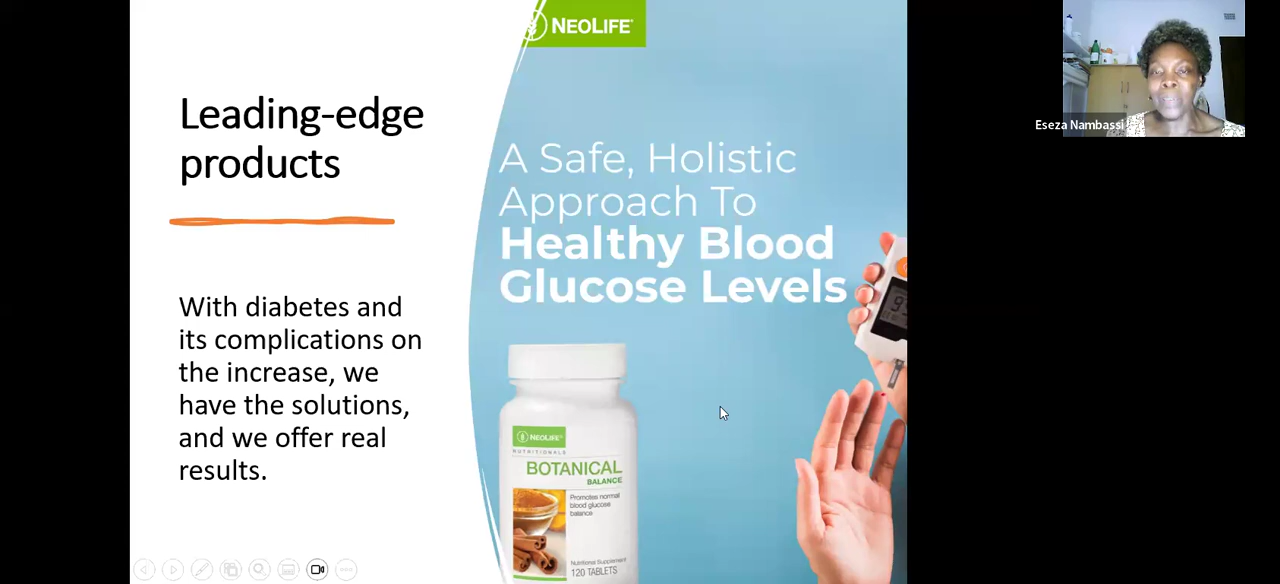 NEOLIFE
Leading-edge
products
With diabetes and
its complications on
the increase, we
have the solutions,
and we offer real
results.
A Safe, Holistic
Approach To
Healthy Blood
Glucose Levels
NEOLIFE
NUTRITIONALS
BOTANICAL
BALANCE
Promotes normal
blood glucose
balance
Nutritional Supplement
120 TABLETS
Eseza Nambassi